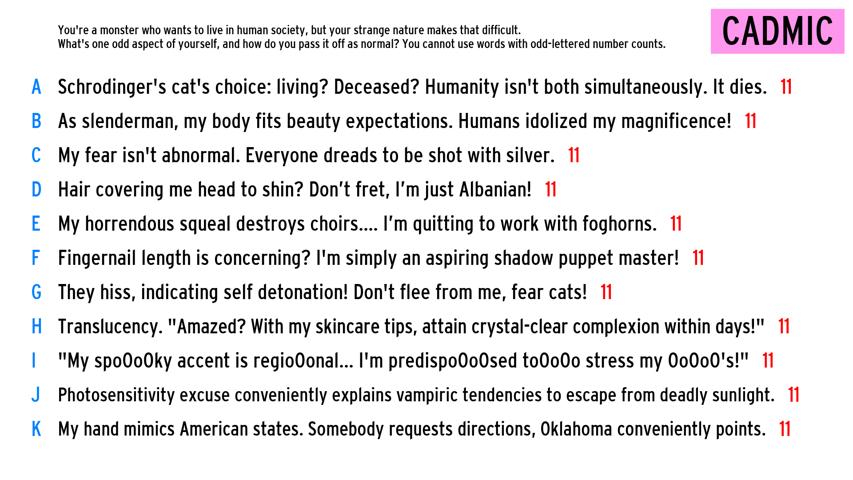 You're a monster who wants to live in human society, but your strange nature makes that difficult.
What's one odd aspect of yourself, and how do you pass it off as normal? You cannot use words with odd-lettered number counts.
CADMIC
A Schrodinger's cat's choice: living? Deceased? Humanity isn't both simultaneously. It dies. 11
B As slenderman, my body fits beauty expectations. Humans idolized my magnificence! 11
C My fear isn't abnormal. Everyone dreads to be shot with silver. 11
D Hair covering me head to shin? Don’t fret, I’m just Albanian! 11
E My horrendous squeal destroys choirs.... I’m quitting to work with foghorns. 11
F Fingernail length is concerning? I'm simply an aspiring shadow puppet master! 11
G They hiss, indicating self detonation! Don't flee from me, fear cats! 11
H Translucency. "Amazed? With my skincare tips, attain crystal-clear complexion within days!" 11
I "My spoOoOky accent is regioOonal... I'm predispoOoOsed toOoOo stress my OoOoO's!" 11
J Photosensitivity excuse conveniently explains vampiric tendencies to escape from deadly sunlight. 11
K My hand mimics American states. Somebody requests directions, Oklahoma conveniently points. 11